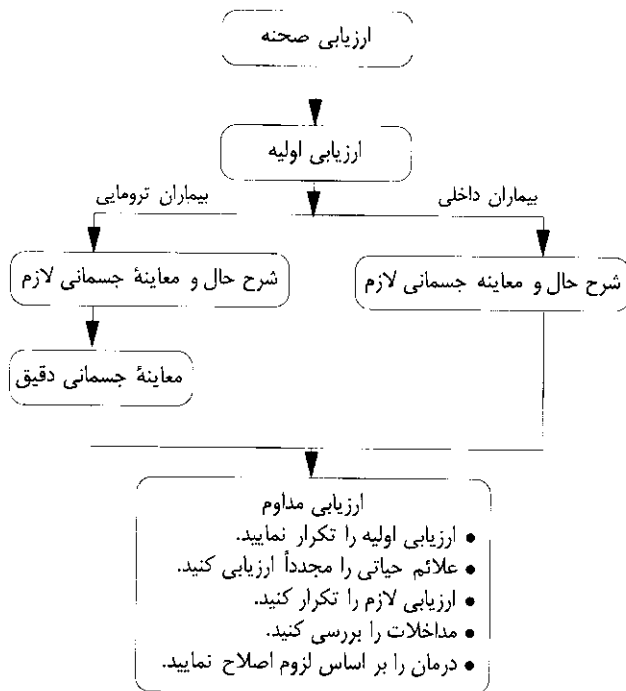 ارزیابی صحنه
ارزیابی اولیه
بیماران داخلی
بیماران ترومایی
شرح حال و معاینه جسمانی لازم
شرح حال و معاینهٔ جسمانی لازم
معاینهٔ جسمانی دقیق
ارزیابی مداوم
• ارزیابی اولیه را تکرار نمایید.
• علائم حیاتی را مجدداً ارزیابی کنید.
• ارزیابی لازم را تکرار کنید.
• مداخلات را بررسی کنید.
• درمان را بر اساس لزوم اصلاح نمایید.